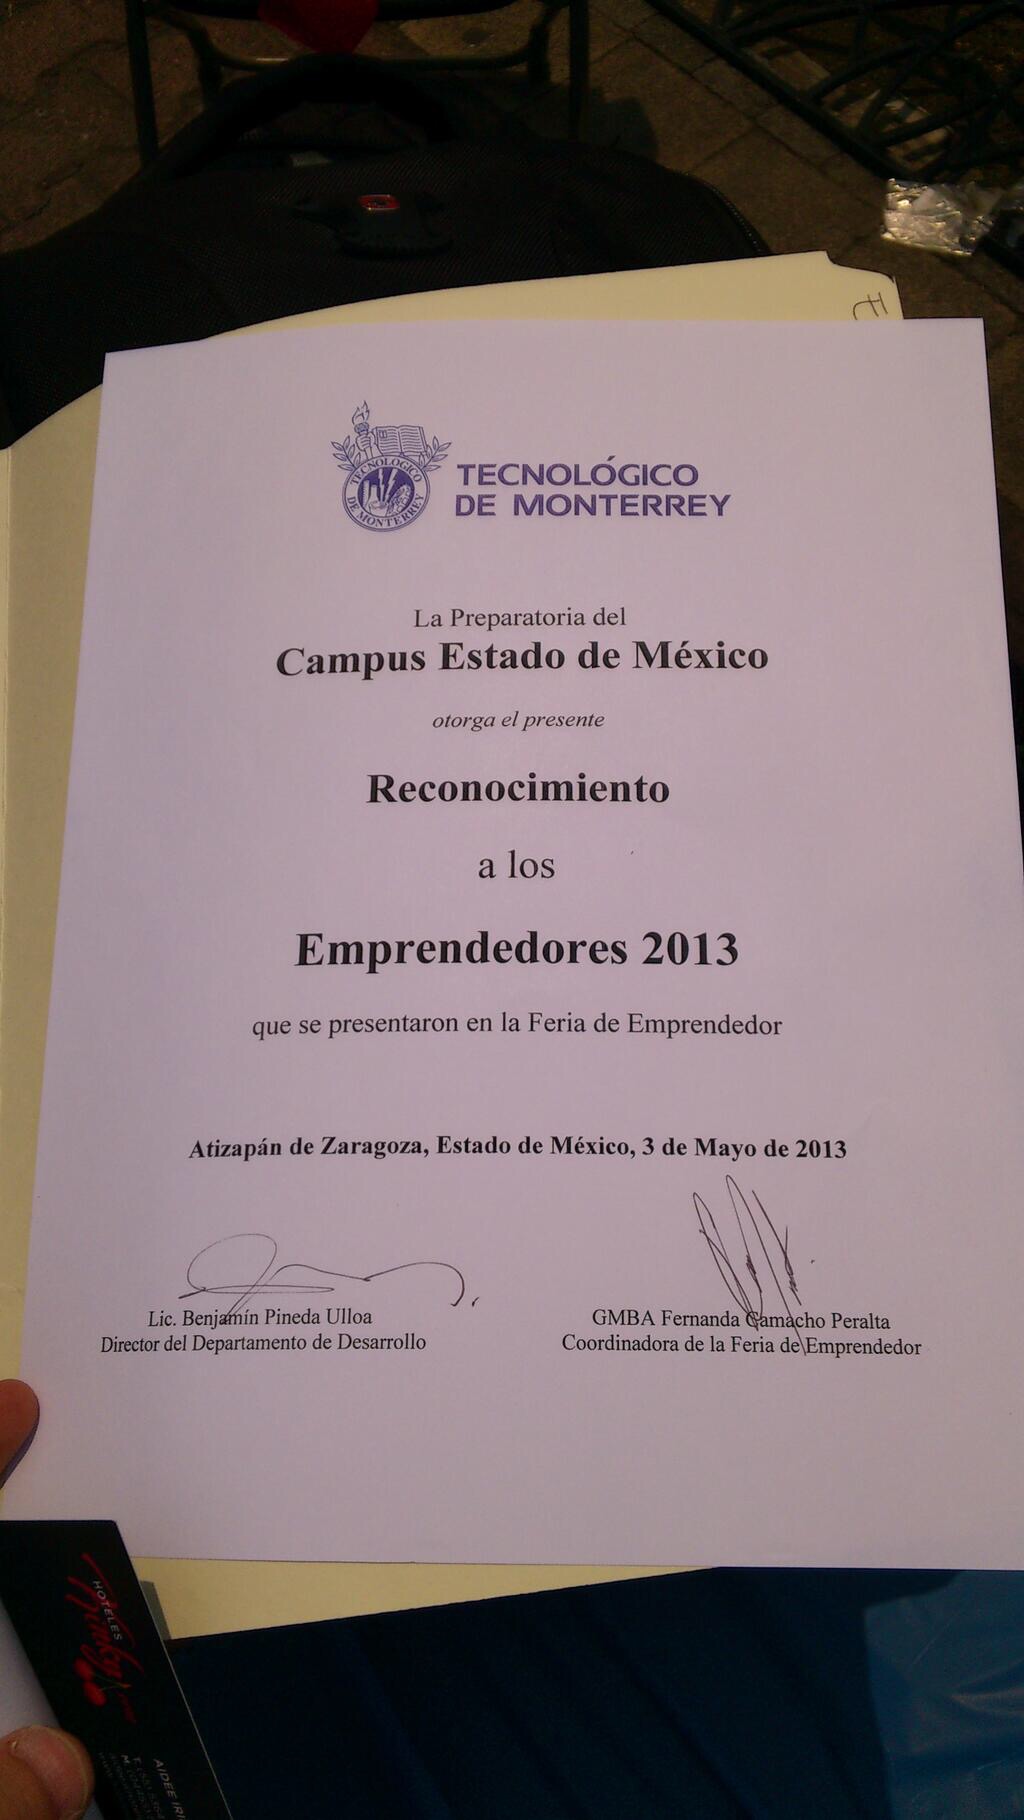 TECNOLÓGICO
DE MONTERREY
TECNOLOGICO
DE MONTERREY
La Preparatoria del
Campus Estado de México
otorga el presente
Reconocimiento
a los
Emprendedores 2013
que se presentaron en la Feria de Emprendedor
Atizapán de Zaragoza, Estado de México, 3 de Mayo de 2013
Lic. Benjamín Pineda Ulloa
Director del Departamento de Desarrollo
GMBA Fernanda Camacho Peralta
Coordinadora de la Feria de Emprendedor
HOTELES
AIDEE